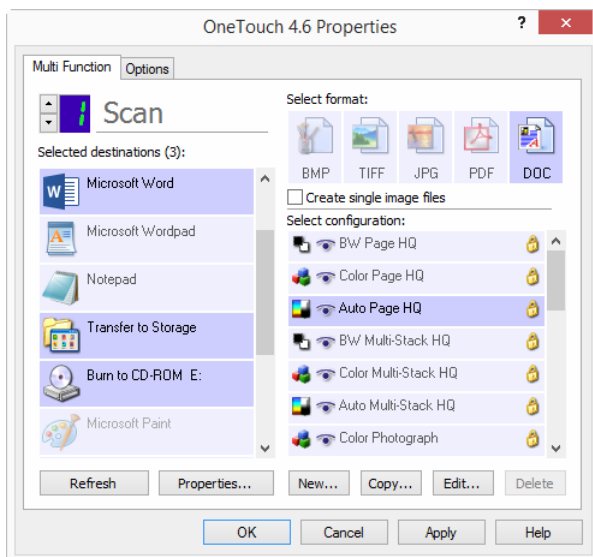 OneTouch 4.6 Properties
?
×
Multi Function
Options
1
Scan
Selected destinations (3):
Microsoft Word
Microsoft Wordpad
Notepad
Transfer to Storage
Burn to CD-ROM E:
Microsoft Paint
Refresh
Properties...
Select format:
BMP TIFF JPG PDF DOC
Create single image files
Select configuration:
BW Page HQ
Color Page HQ
Auto Page HQ
BW Multi-Stack HQ
Color Multi-Stack HQ
Auto Multi-Stack HQ
Color Photograph
New...
Copy...
Edit...
Delete
OK
Cancel
Apply
Help